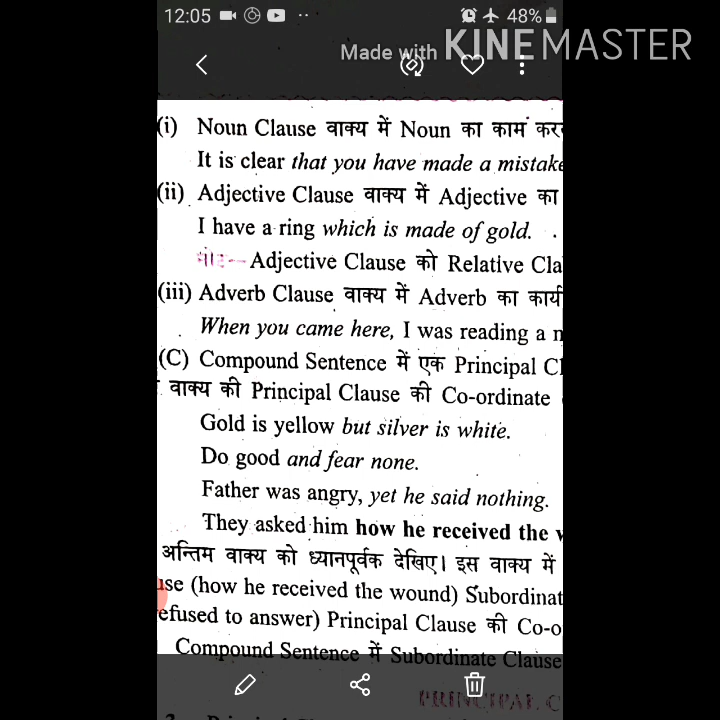 12:05 48%
Made with KINEMASTER
(i) Noun Clause वाक्य में Noun का काम
It is clear that you have made a mistake
(ii) Adjective Clause वाक्य में Adjective का
I have a ring which is made of gold.
Adjective Clause को Relative
(iii) Adverb Clause वाक्य में Adverb का कार्य
When you came here, I was reading a
(C) Compound Sentence में एक Principal
वाक्य की Principal Clause की Co-ordinate
Gold is yellow but silver is white.
Do good and fear none.
Father was angry, yet he said nothing.
They asked him how he received the
अन्तिम वाक्य को ध्यानपूर्वक देखिए। इस वाक्य में
use (how he received the wound) Subordinat
efused to answer) Principal Clause की Co-o
Compound Sentence में Subordinate Clause
PRINCIPAL C